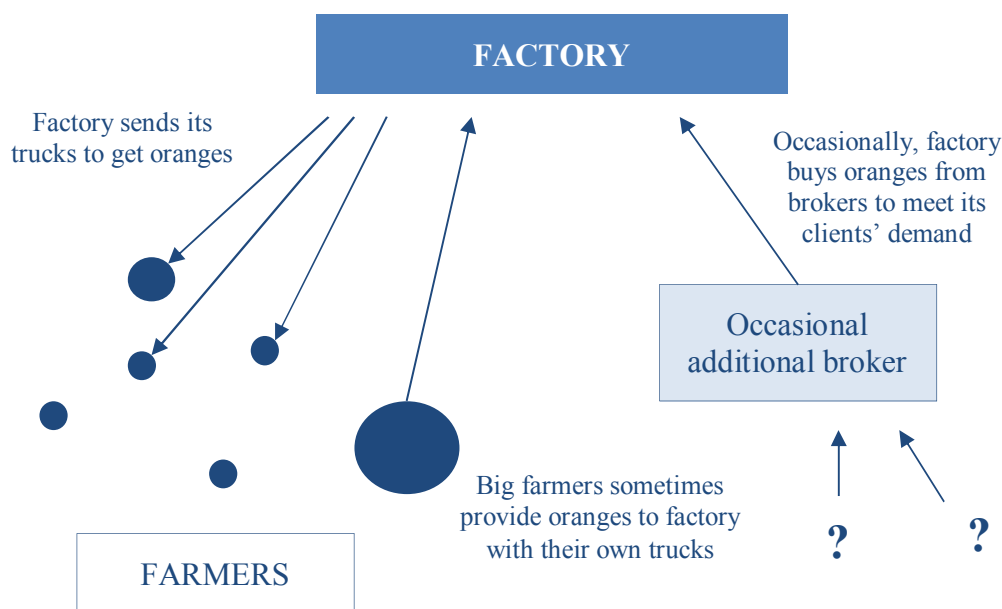 FACTORY
Factory sends its
trucks to get oranges
Occasionally, factory
buys oranges from
brokers to meet its
clients’ demand
Occasional
additional broker
Big farmers sometimes
provide oranges to factory
with their own trucks
?
?
FARMERS